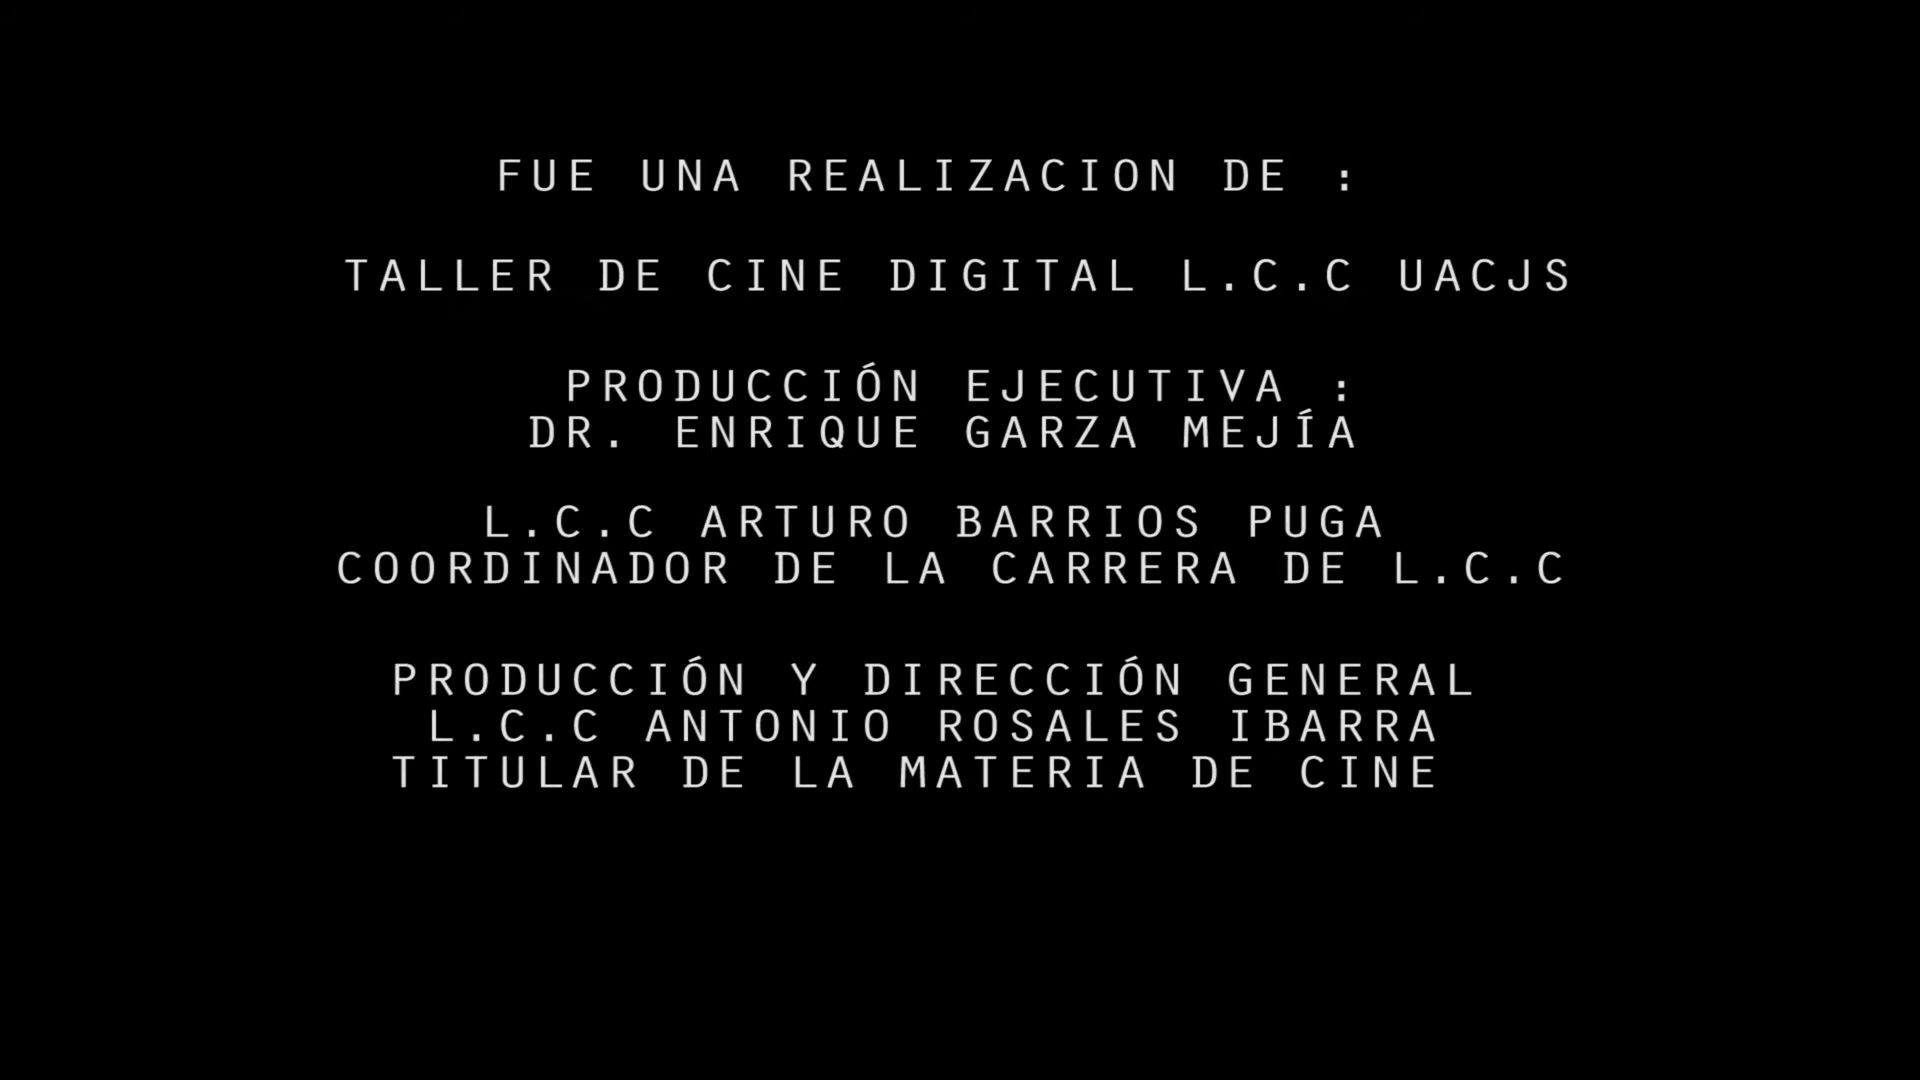 FUE UNA REALIZACION DE :
TALLER DE CINE DIGITAL L.C.C UACJS
PRODUCCIÓN EJECUTIVA :
DR. ENRIQUE GARZA MEJÍA
L.C.C ARTURO BARRIOS PUGA
COORDINADOR DE LA CARRERA DE L.C.C
PRODUCCIÓN Y DIRECCIÓN GENERAL
L.C.C ANTONIO ROSALES IBARRA
TITULAR DE LA MATERIA DE CINE